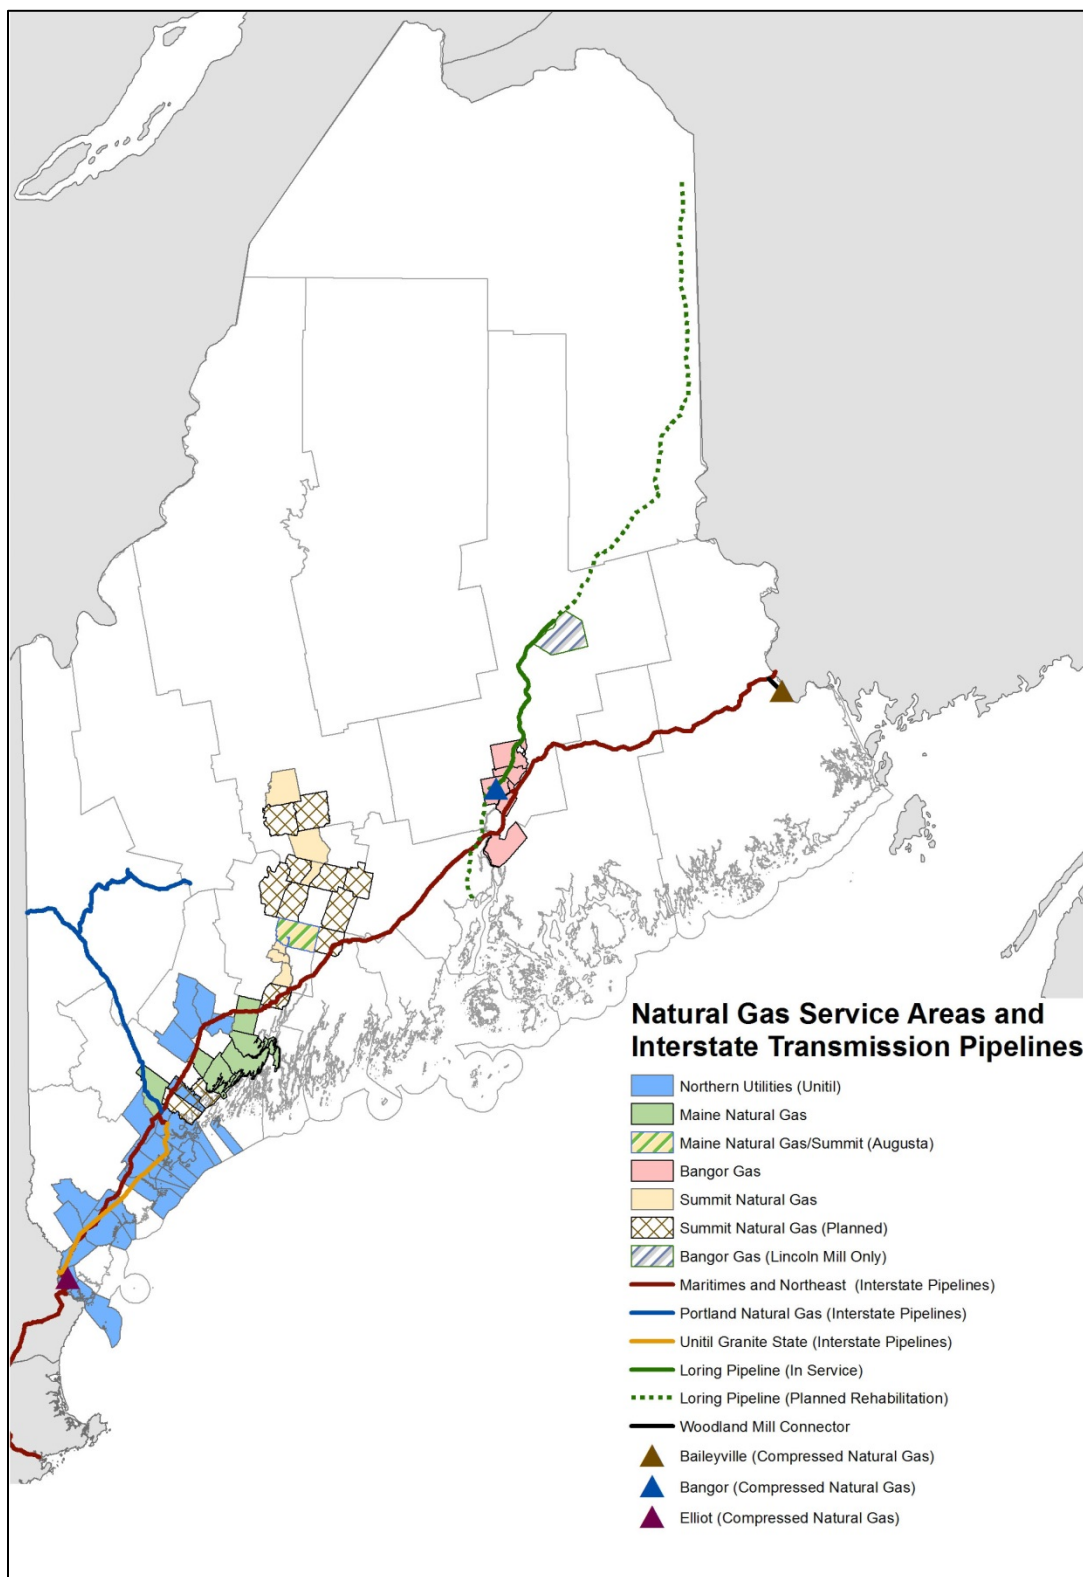 Natural Gas Service Areas and
Interstate Transmission Pipelines
Northern Utilities (Unitil)
Maine Natural Gas
Maine Natural Gas/Summit (Augusta)
Bangor Gas
Summit Natural Gas
Summit Natural Gas (Planned)
Bangor Gas (Lincoln Mill Only)
Maritimes and Northeast (Interstate Pipelines)
Portland Natural Gas (Interstate Pipelines)
Unitil Granite State (Interstate Pipelines)
Loring Pipeline (In Service)
Loring Pipeline (Planned Rehabilitation)
Woodland Mill Connector
Baileyville (Compressed Natural Gas)
Bangor (Compressed Natural Gas)
Elliot (Compressed Natural Gas)